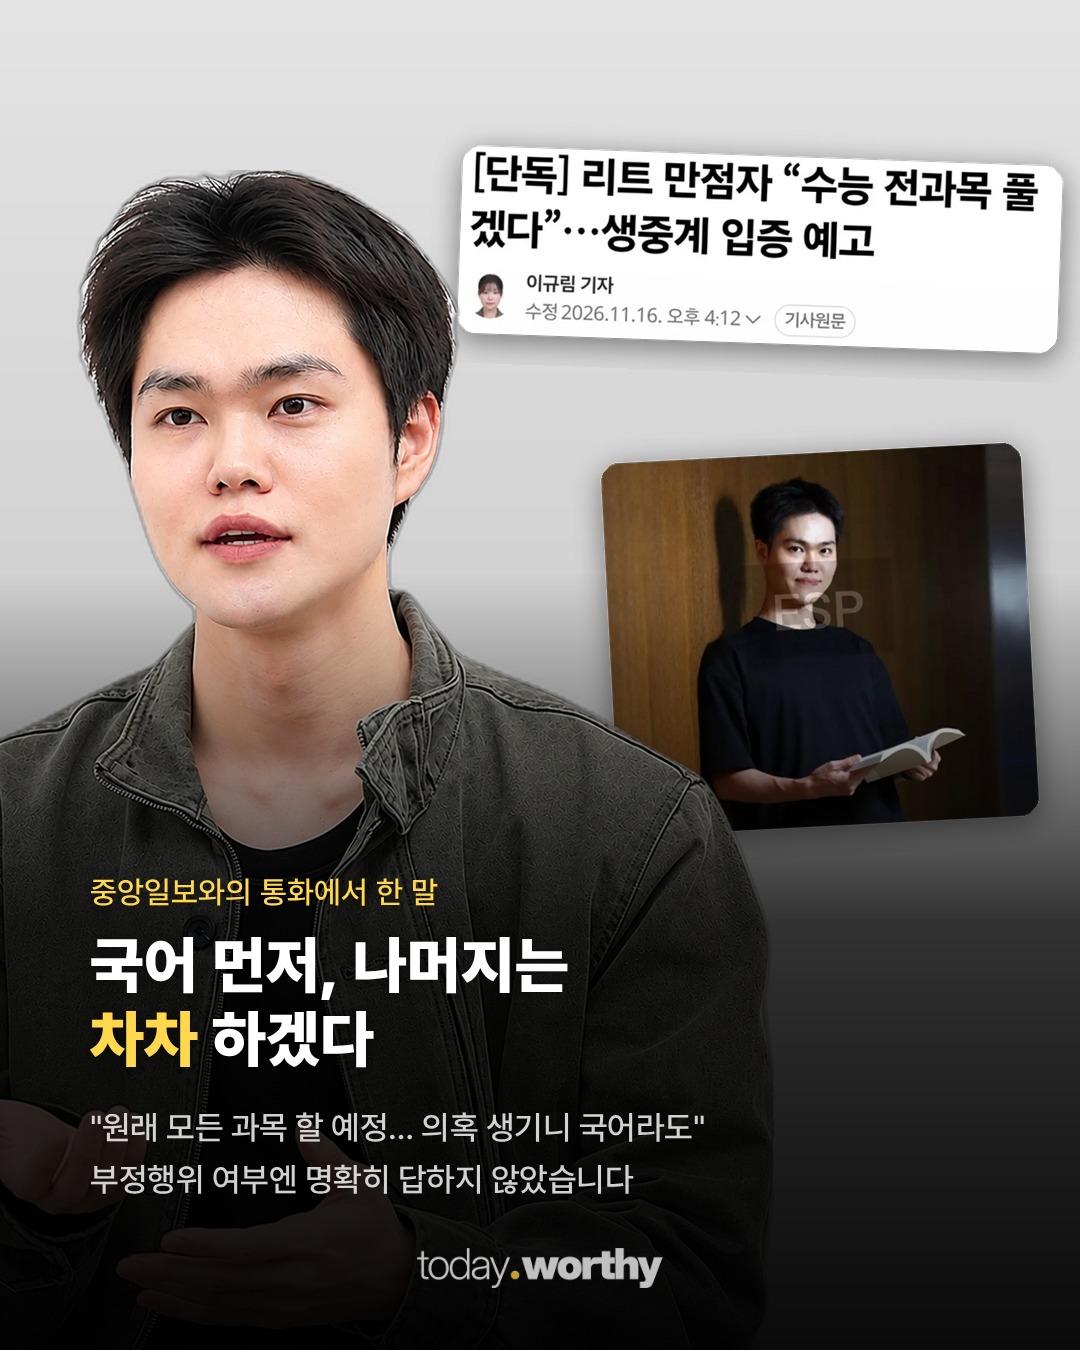 [단독] 리트 만점자 “수능 전과목 풀
겠다”…생중계 입증 예고
이규림 기자
수정 2026.11.16. 오후 4:12
기사원문
ESP
중앙일보와의 통화에서 한 말
국어 먼저, 나머지는
차차 하겠다
"원래 모든 과목 할 예정... 의혹 생기니 국어라도"
부정행위 여부엔 명확히 답하지 않았습니다
today.worthy